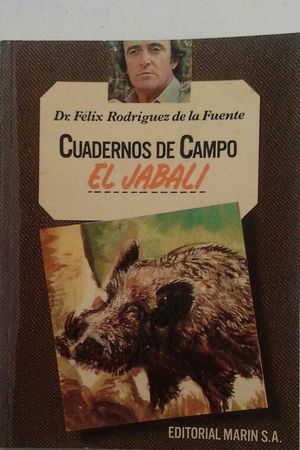 Dr. Félix Rodríguez de la Fuente
CUADERNOS DE CAMPO
EL JABALI
EDITORIAL MARIN S.A.